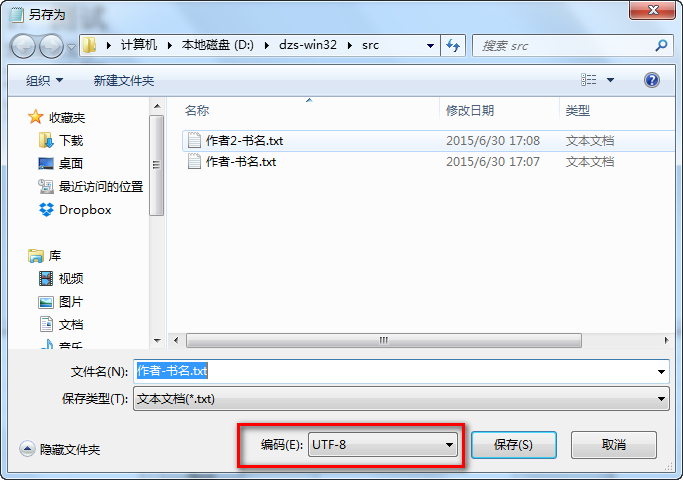 另存为
计算机 本地磁盘 (D:) dzs-win32 src
搜索 src
组织 新建文件夹
收藏夹
下载
桌面
最近访问的位置
Dropbox
库
视频
图片
文档
音乐
名称 修改日期 类型
作者2-书名.txt 2015/6/30 17:08 文本文档
作者-书名.txt 2015/6/30 17:07 文本文档
文件名(N): 作者-书名.txt
保存类型(T): 文本文档(*.txt)
隐藏文件夹 编码(E): UTF-8 保存(S) 取消